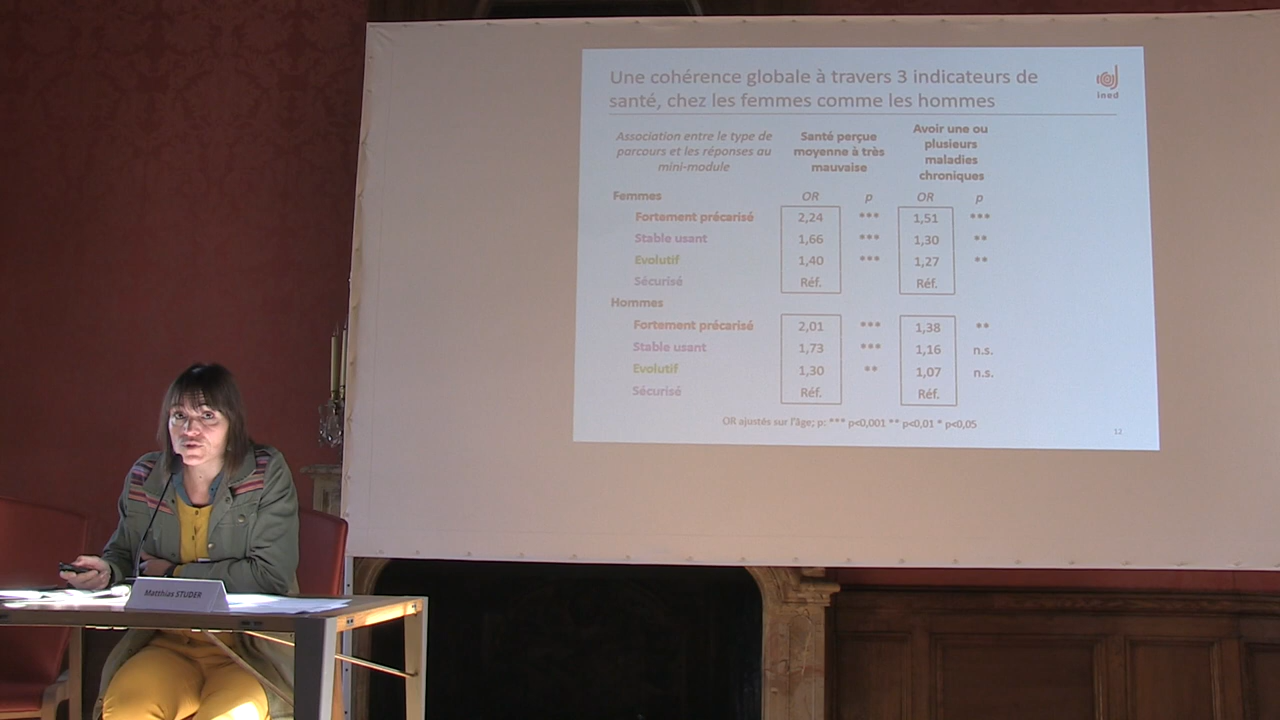 Une cohérence globale à travers 3 indicateurs de
santé, chez les femmes comme les hommes
ined
Association entre le type de
parcours et les réponses au
mini-module
Santé perçue
moyenne à très
mauvaise
Avoir une ou
plusieurs
maladies
chroniques
Femmes OR p OR p
Fortement précarisé 2,24 *** 1,51 ***
Stable usant 1,66 *** 1,30 **
Evolutif 1,40 *** 1,27 **
Sécurisé Réf. Réf.
Hommes
Fortement précarisé 2,01 *** 1,38 **
Stable usant 1,73 *** 1,16 n.s.
Evolutif 1,30 ** 1,07 n.s.
Sécurisé Réf. Réf.
OR ajustés sur l'âge; p: *** p<0,001 ** p<0,01 * p<0,05
12
Matthias STUDER